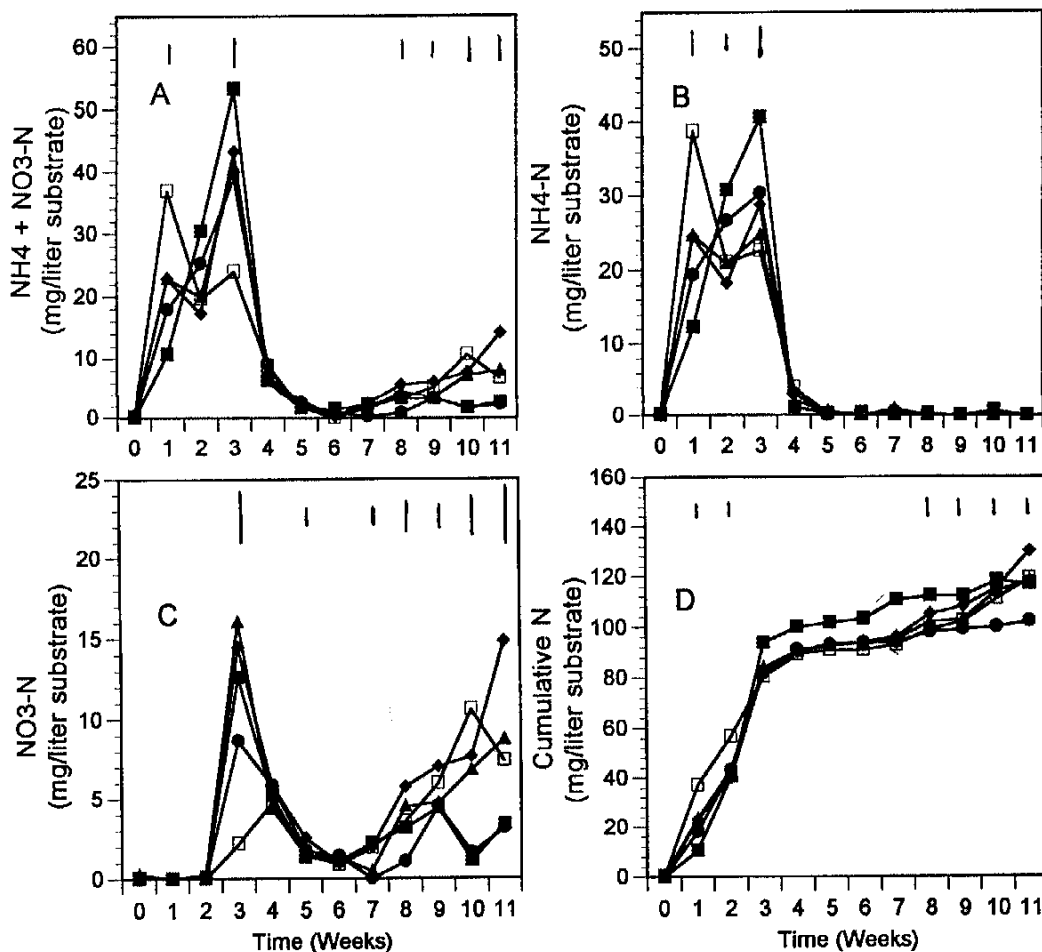 60
50
40
30
20
10
0
A
NH4 + NO3-N
(mg/liter substrate)
0 1 2 3 4 5 6 7 8 9 10 11
50
40
30
20
10
0
B
NH4-N
(mg/liter substrate)
0 1 2 3 4 5 6 7 8 9 10 11
25
20
15
10
5
0
C
NO3-N
(mg/liter substrate)
0 1 2 3 4 5 6 7 8 9 10 11
Time (Weeks)
160
140
120
100
80
60
40
20
0
D
Cumulative N
(mg/liter substrate)
0 1 2 3 4 5 6 7 8 9 10 11
Time (Weeks)